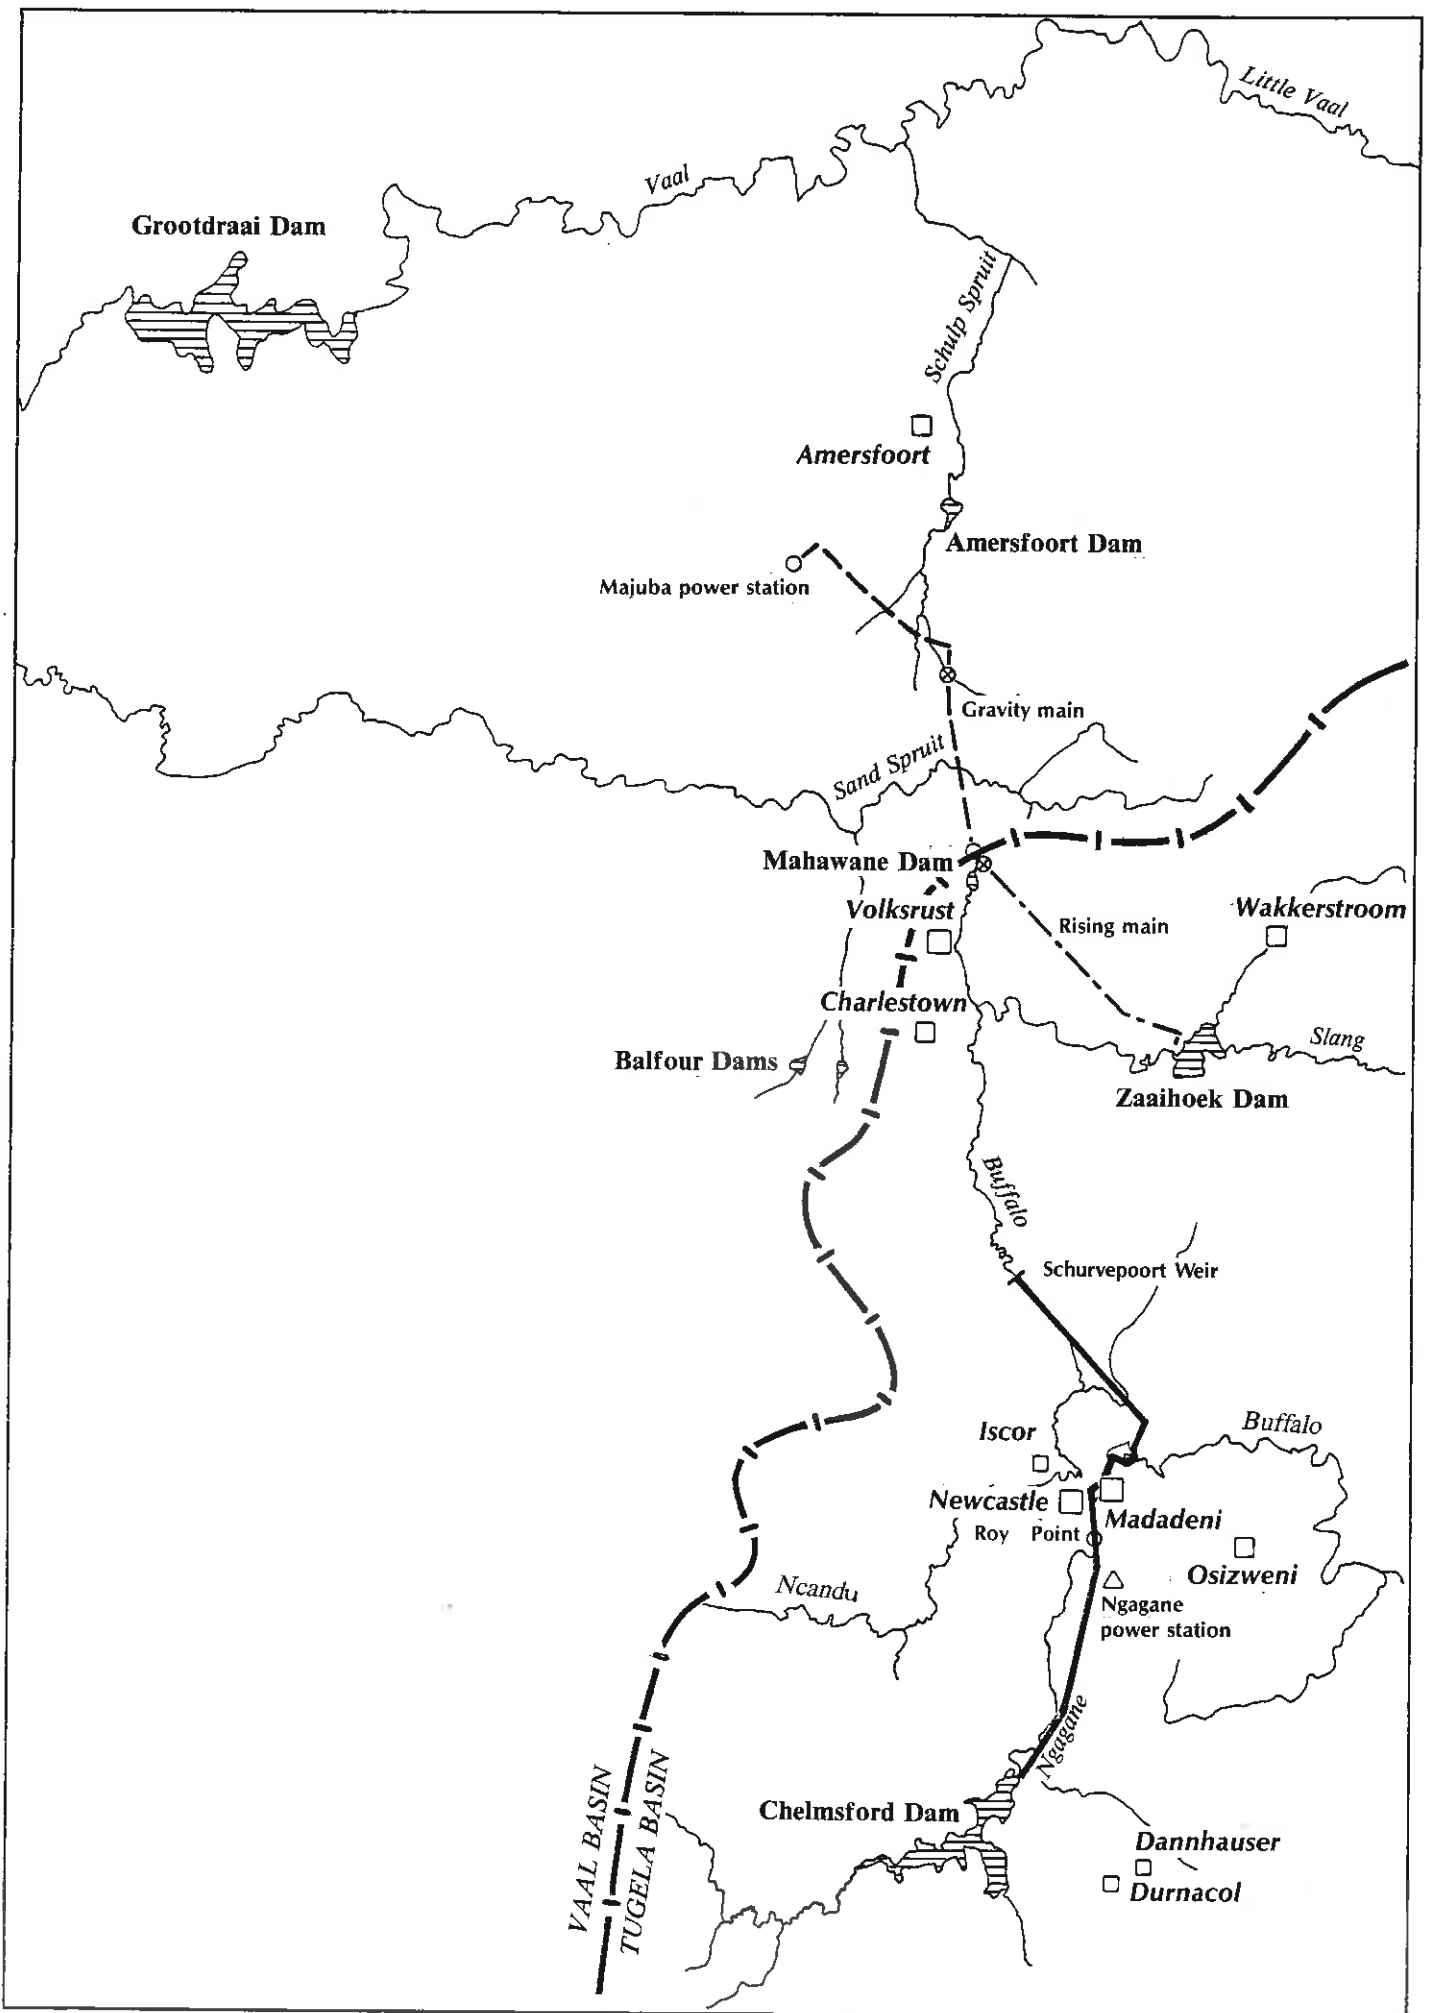 Little Vaal
Vaal
Grootdraai Dam
Schulp Spruit
Amersfoort
Amersfoort Dam
Majuba power station
Gravity main
Sand Spruit
Mahawane Dam
Volksrust
Wakkerstroom
Rising main
Charlestown
Slang
Balfour Dams
Zaaihoek Dam
Buffalo
Schurvepoort Weir
Iscor
Buffalo
Newcastle
Madadeni
Roy Point
Osizweni
Ncandu
Ngagane
power station
Ngagane
VAAL BASIN
TUGELA BASIN
Chelmsford Dam
Dannhauser
Durnacol